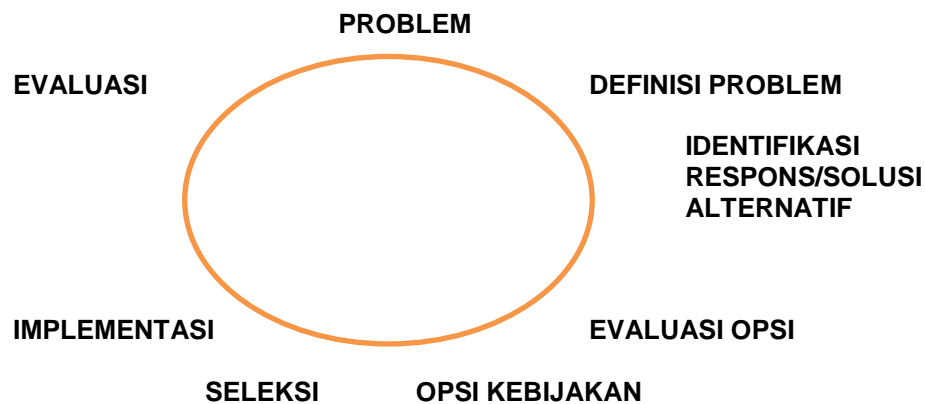 PROBLEM
EVALUASI
DEFINISI PROBLEM
IDENTIFIKASI
RESPONS/SOLUSI
ALTERNATIF
IMPLEMENTASI
EVALUASI OPSI
SELEKSI OPSI KEBIJAKAN